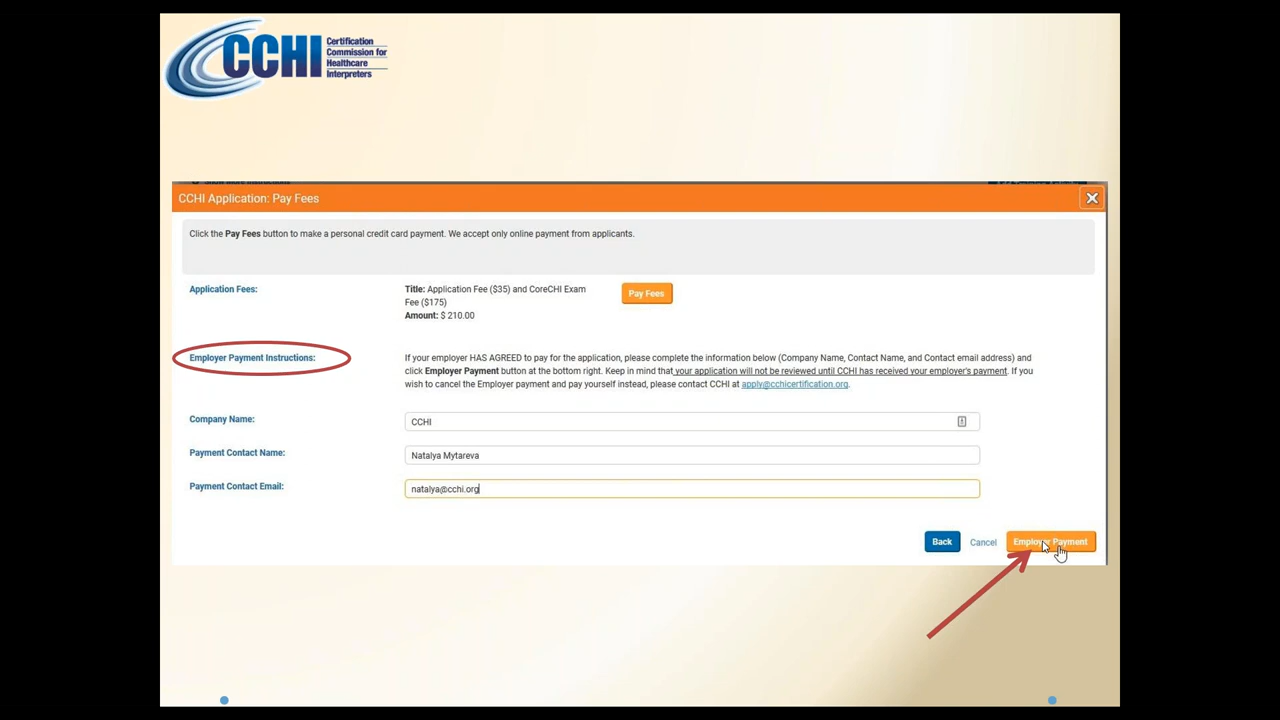 CCHI
Certification
Commission for
Healthcare
Interpreters
CCHI Application: Pay Fees
Click the Pay Fees button to make a personal credit card payment. We accept only online payment from applicants.
Application Fees:
Title: Application Fee ($35) and CoreCHI Exam
Fee ($175)
Amount: $ 210.00
Pay Fees
Employer Payment Instructions:
If your employer HAS AGREED to pay for the application, please complete the information below (Company Name, Contact Name, and Contact email address) and
click Employer Payment button at the bottom right. Keep in mind that your application will not be reviewed until CCHI has received your employer's payment. If you
wish to cancel the Employer payment and pay yourself instead, please contact CCHI at apply@cchicertification.org.
Company Name:
CCHI
Payment Contact Name:
Natalya Mytareva
Payment Contact Email:
natalya@cchi.org
Back
Cancel
Employer Payment